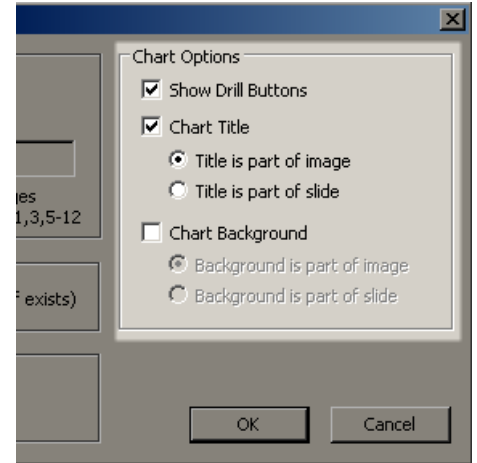 Chart Options
Show Drill Buttons
Chart Title
Title is part of image
Title is part of slide
Chart Background
Background is part of image
Background is part of slide
1,3,5-12
exists)
OK
Cancel